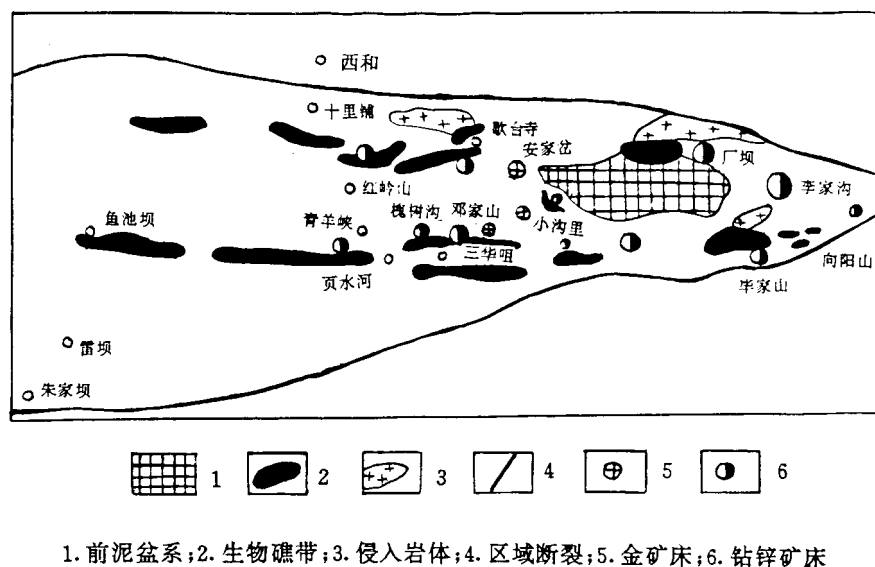 西和
十里铺
歇台寺
安家岔
厂坝
李家沟
红岭山
鱼池坝
青羊峡
槐树沟
邓家山
小沟里
三华咀
页水河
毕家山
向阳山
雷坝
朱家坝
1 2 3 4 5 6
1.前泥盆系;2.生物礁带;3.侵入岩体;4.区域断裂;5.金矿床;6.钻锌矿床